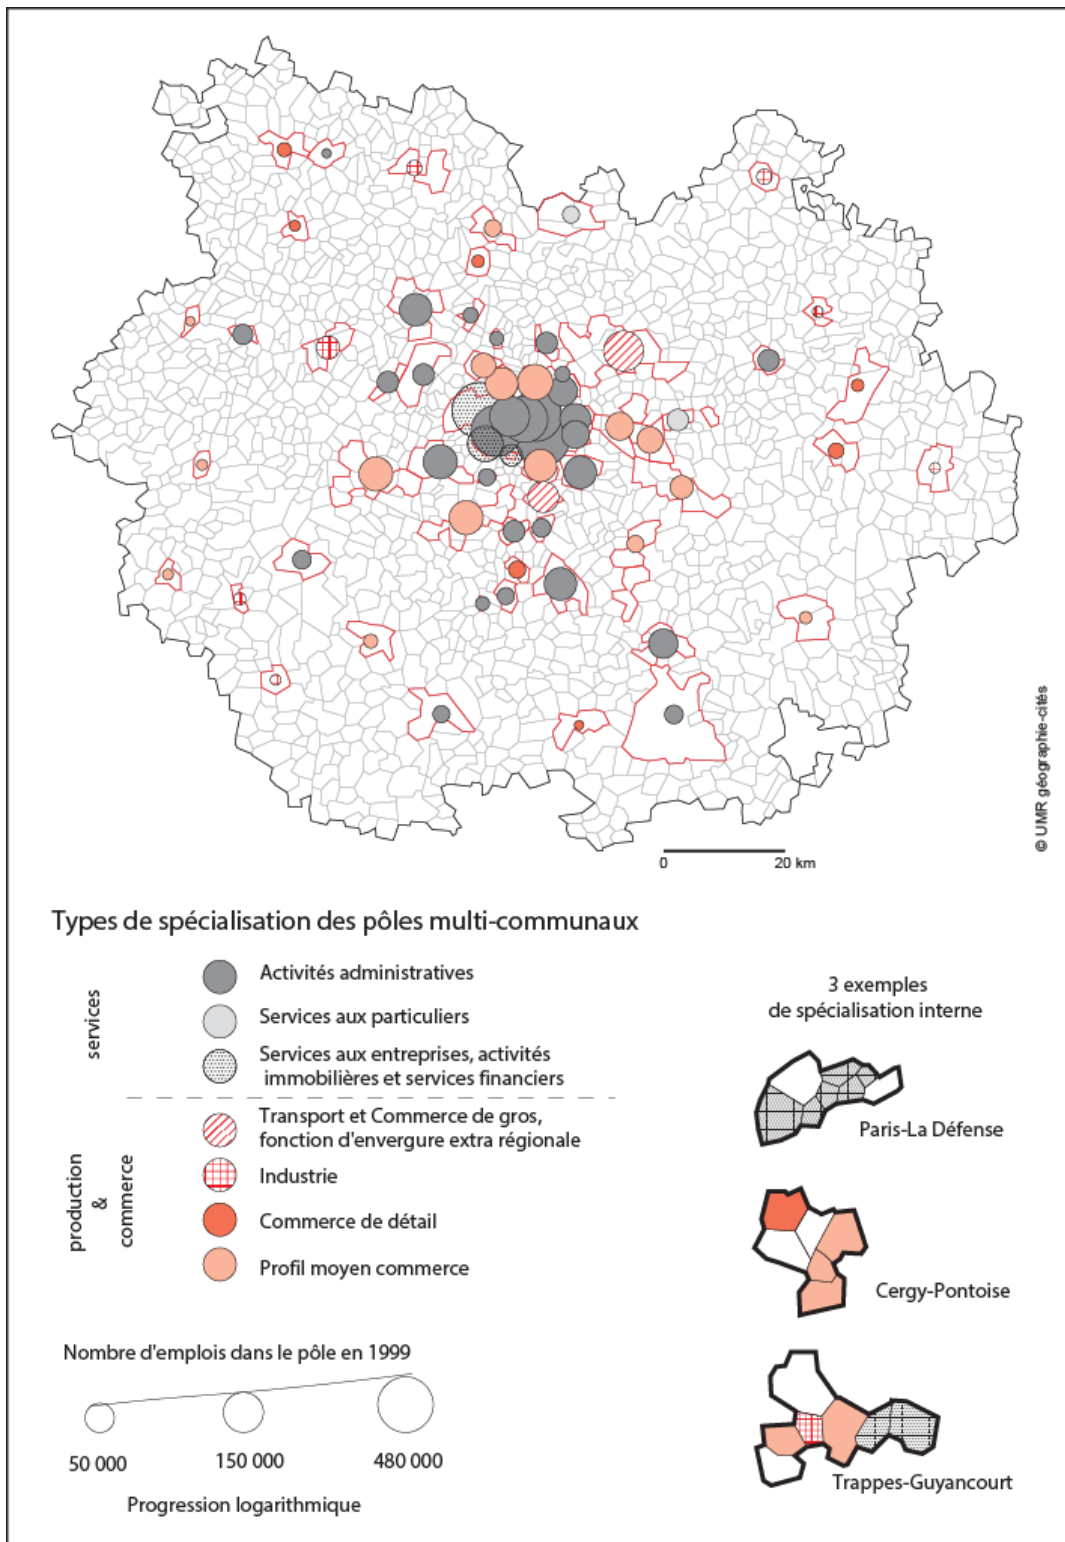 © UMR géographie-cités
0 20 km
Types de spécialisation des pôles multi-communaux
services
Activités administratives
Services aux particuliers
Services aux entreprises, activités
immobilières et services financiers
production
&
commerce
Transport et Commerce de gros,
fonction d'envergure extra régionale
Industrie
Commerce de détail
Profil moyen commerce
3 exemples
de spécialisation interne
Paris-La Défense
Cergy-Pontoise
Trappes-Guyancourt
Nombre d'emplois dans le pôle en 1999
50 000 150 000 480 000
Progression logarithmique